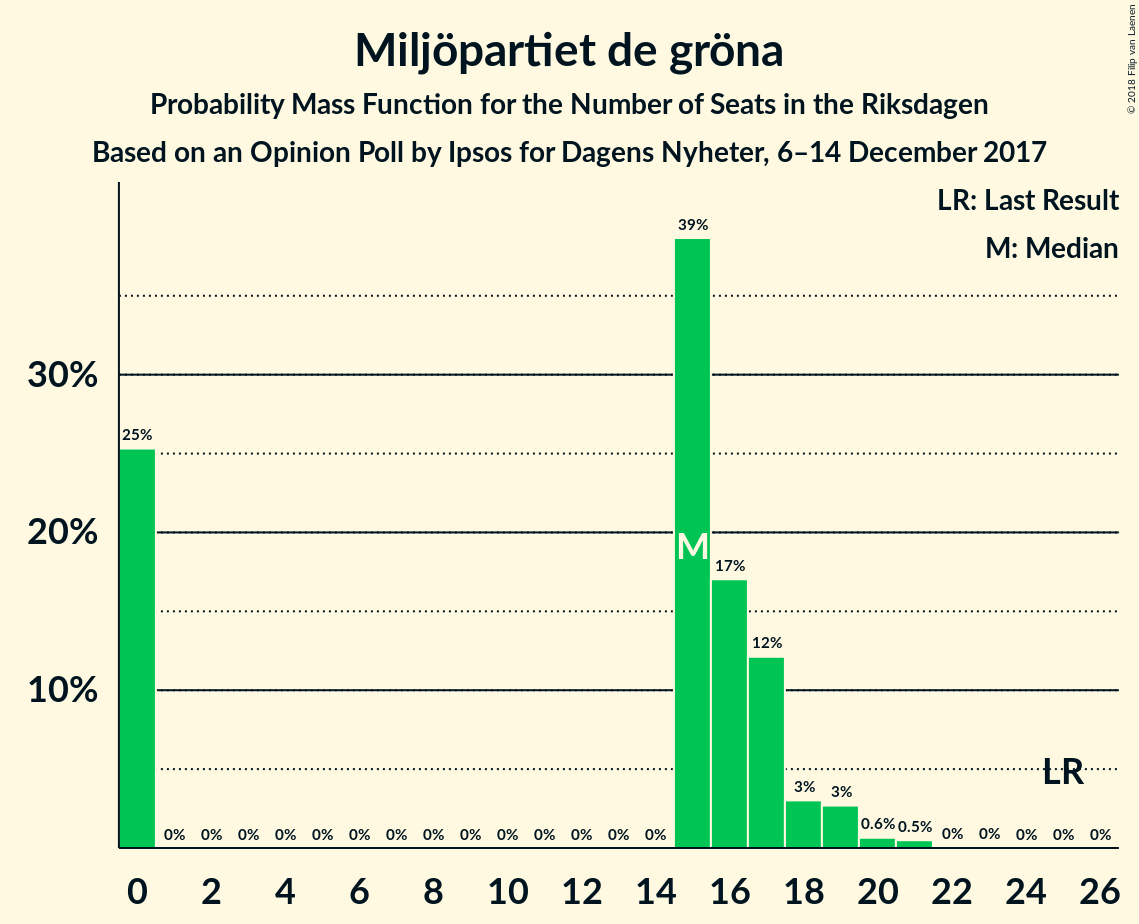 Miljöpartiet de gröna
Probability Mass Function for the Number of Seats in the Riksdagen
Based on an Opinion Poll by Ipsos for Dagens Nyheter, 6–14 December 2017
© 2018 Filip van Laenen
LR: Last Result
M: Median
39%
30%
25%
20%
M
17%
12%
10%
LR
3%
3%
0.6%
0.5%
0% 0% 0% 0% 0% 0% 0% 0% 0% 0% 0% 0% 0% 0% 0% 0% 0% 0% 0%
0 2 4 6 8 10 12 14 16 18 20 22 24 26